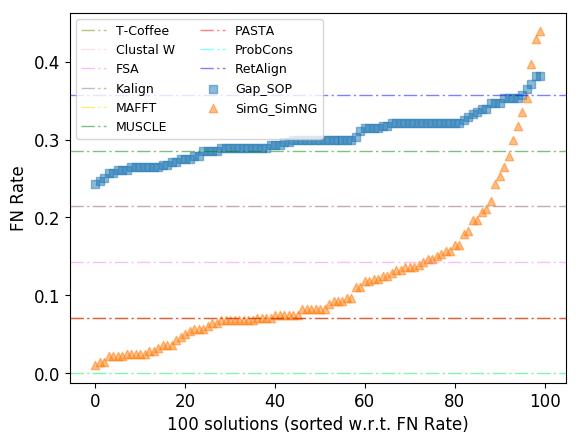 T-Coffee
Clustal W
FSA
Kalign
MAFFT
MUSCLE
PASTA
ProbCons
RetAlign
Gap_SOP
SimG_SimNG
FN Rate
0.4
0.3
0.2
0.1
0.0
0 20 40 60 80 100
100 solutions (sorted w.r.t. FN Rate)